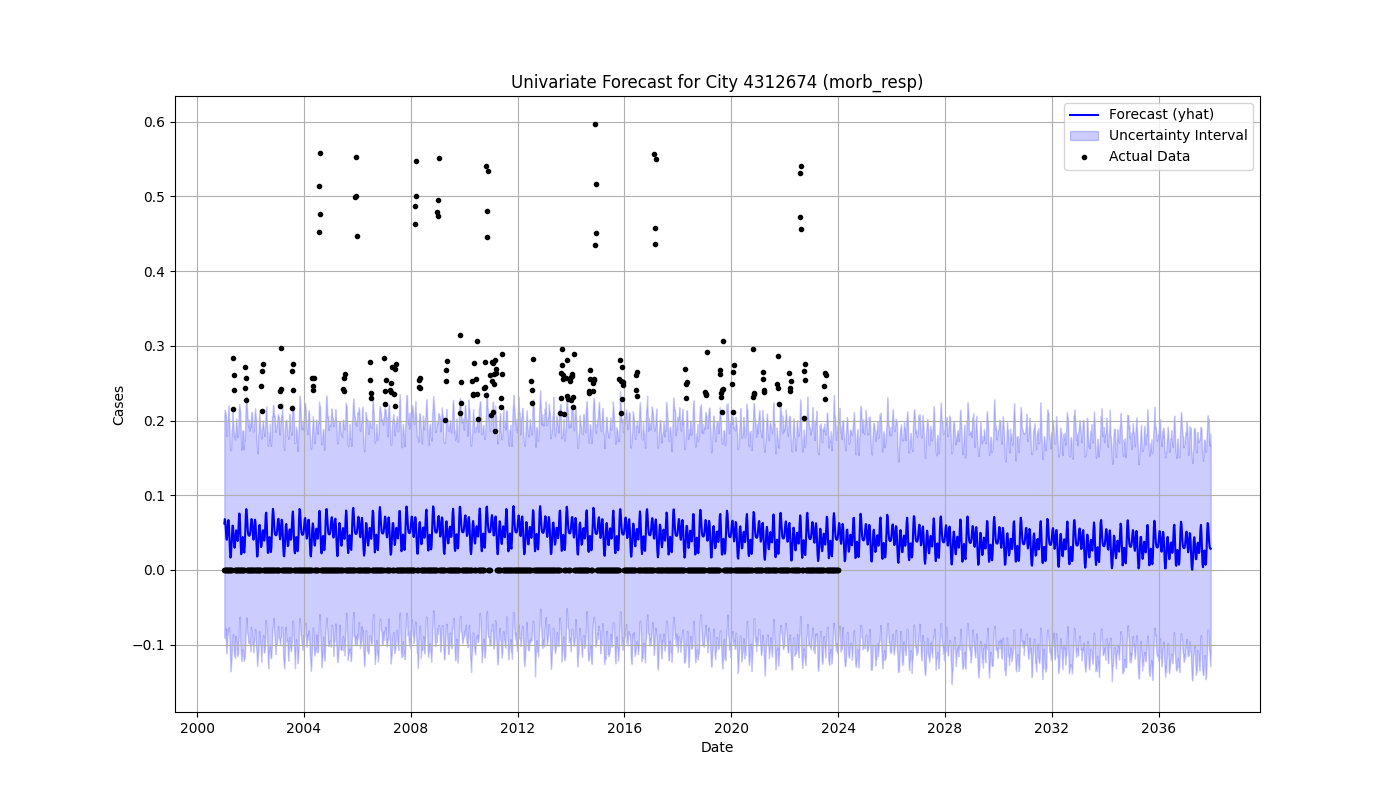 Univariate Forecast for City 4312674 (morb_resp)
Forecast (yhat)
Uncertainty Interval
Actual Data
Cases
0.6
0.5
0.4
0.3
0.2
0.1
0.0
−0.1
2000 2004 2008 2012 2016 2020 2024 2028 2032 2036
Date